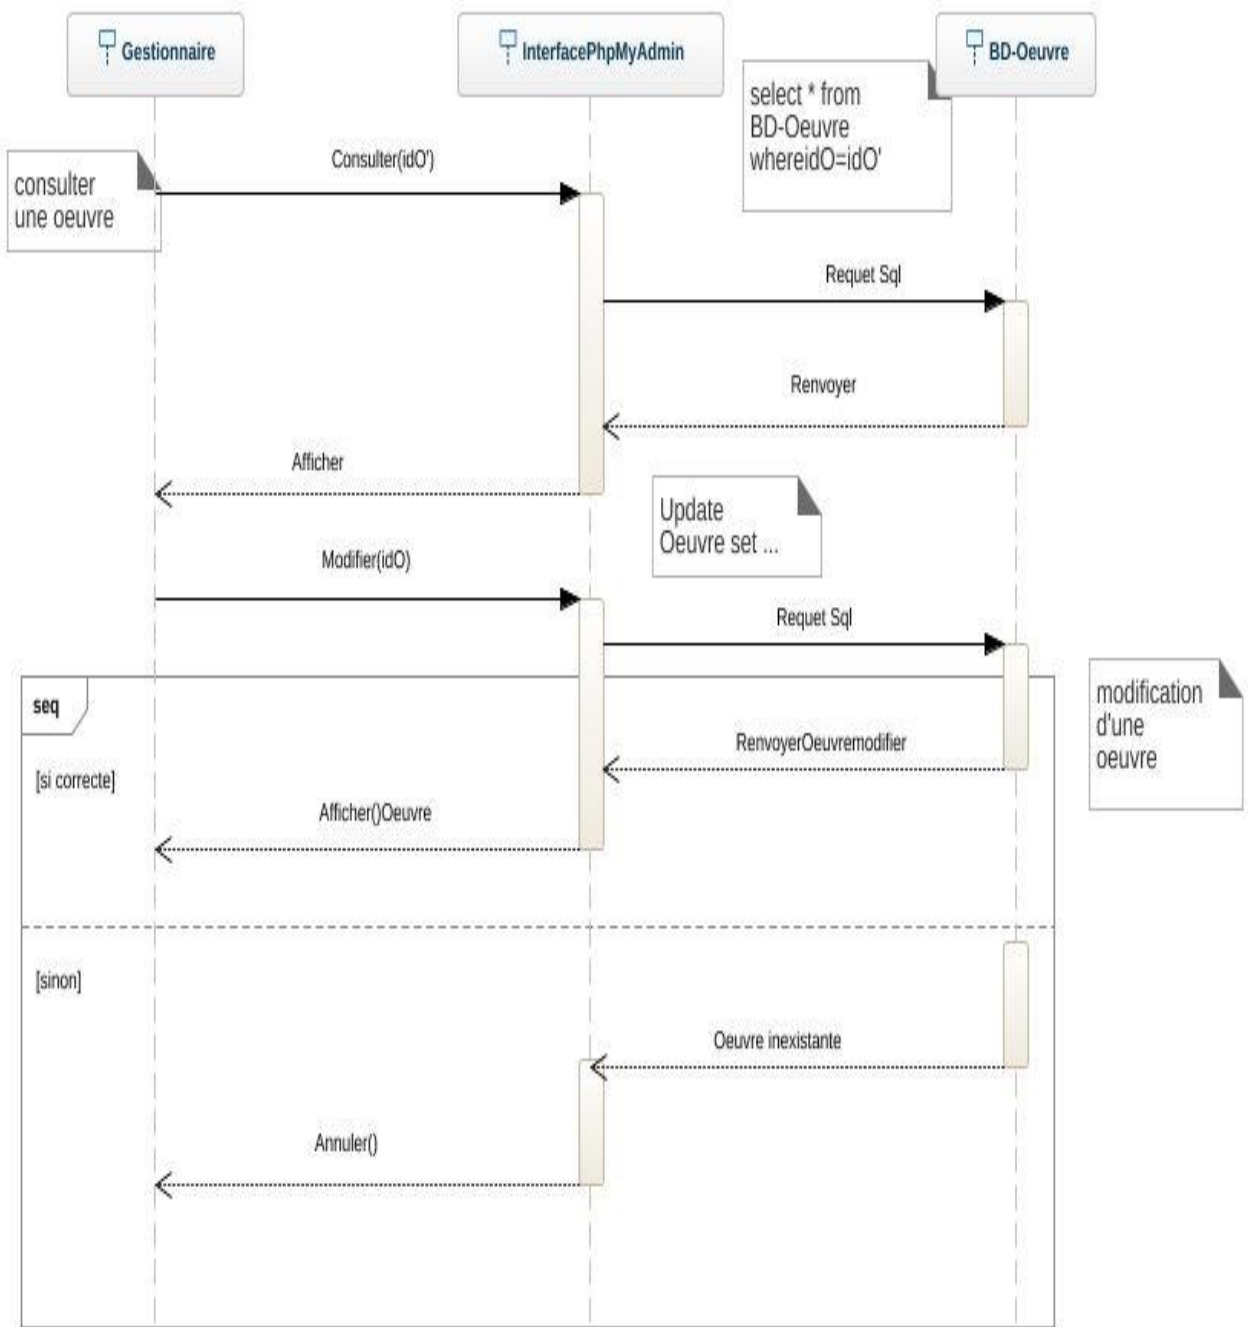 Gestionnaire
InterfacePhpMyAdmin
BD-Oeuvre
select * from
BD-Oeuvre
whereidO=idO'
Consulter(idO')
consulter
une oeuvre
Requet Sql
Renvoyer
Afficher
Update
Oeuvre set ...
Modifier(idO)
Requet Sql
seq
modification
d'une
oeuvre
RenvoyerOeuvremodifier
[si correcte]
Afficher()Oeuvre
[sinon]
Oeuvre inexistante
Annuler()